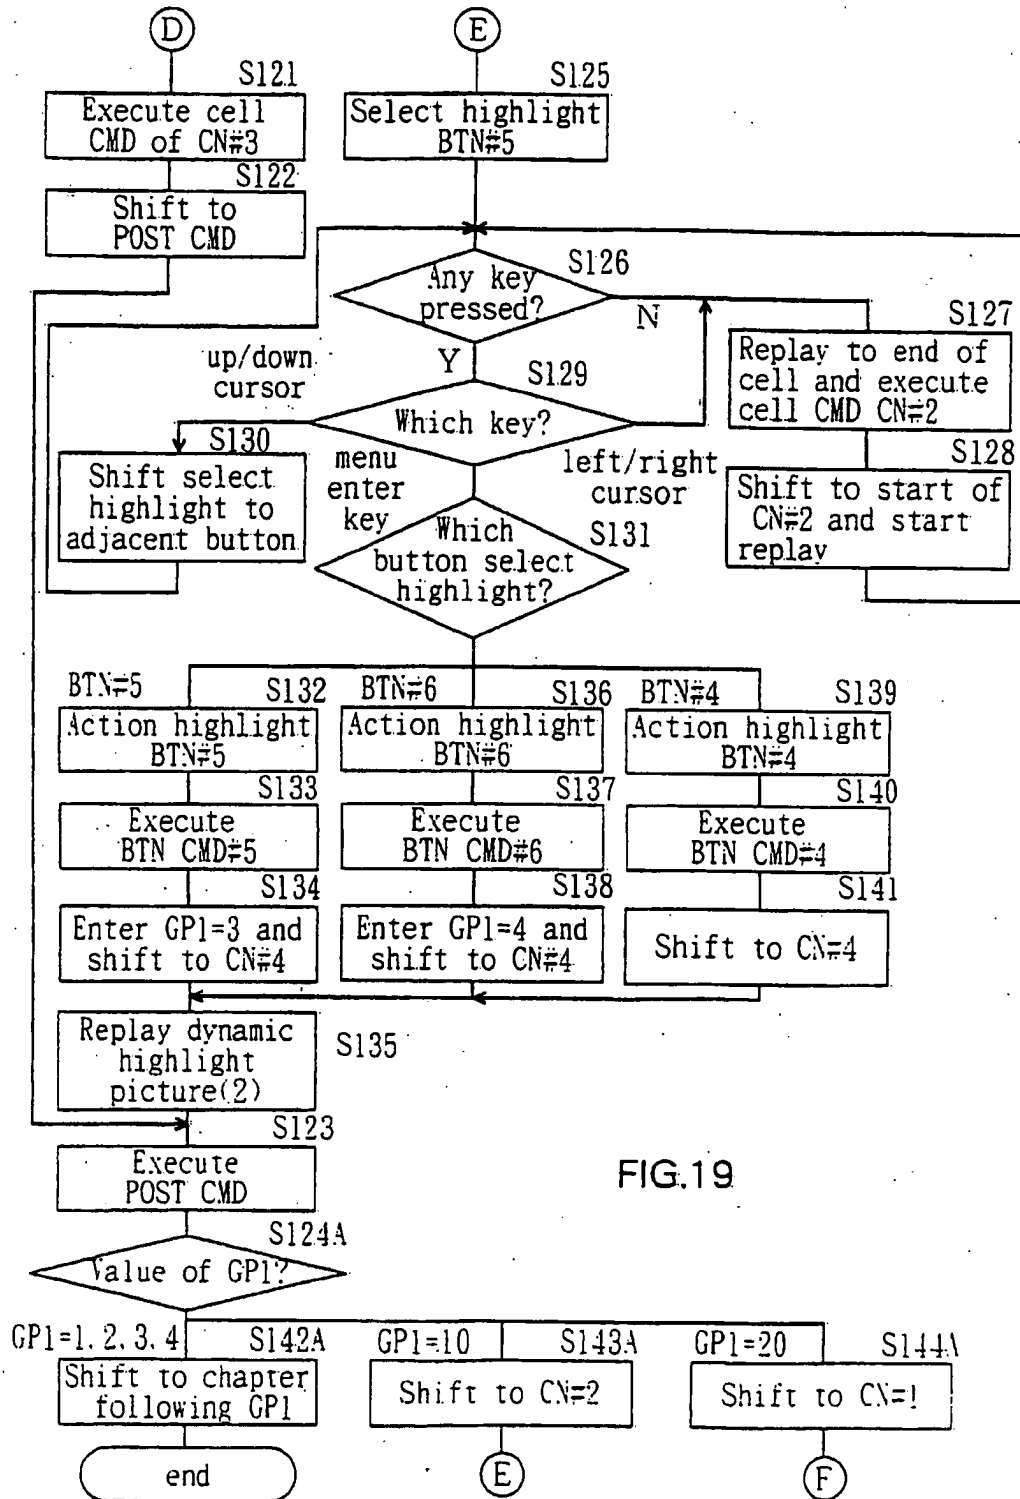 D
E
S121
S125
Execute cell
CMD of CN#3
Select highlight
BTN#5
S122
Shift to
POST CMD
S126
Any key
pressed?
N
S127
Replay to end of
cell and execute
cell CMD CN#2
up/down
cursor
Y
S129
Which key?
S130
Shift select
highlight to
adjacent button
menu
enter
key
left/right
cursor
S128
Shift to start of
CN#2 and start
replay
S131
Which
button select
highlight?
BTN#5
S132
BTN#6
S136
BTN#4
S139
Action highlight
BTN#5
Action highlight
BTN#6
Action highlight
BTN#4
S133
S137
S140
Execute
BTN CMD#5
Execute
BTN CMD#6
Execute
BTN CMD#4
S134
S138
S141
Enter GP1=3 and
shift to CN#4
Enter GP1=4 and
shift to CN#4
Shift to CN#4
Replay dynamic
highlight
picture(2)
S135
S123
Execute
POST CMD
FIG.19
S124A
Value of GP1?
GP1=1, 2, 3, 4
S142A
GP1=10
S143A
GP1=20
S144A
Shift to chapter
following GP1
Shift to CN=2
Shift to CN=1
end
E
F